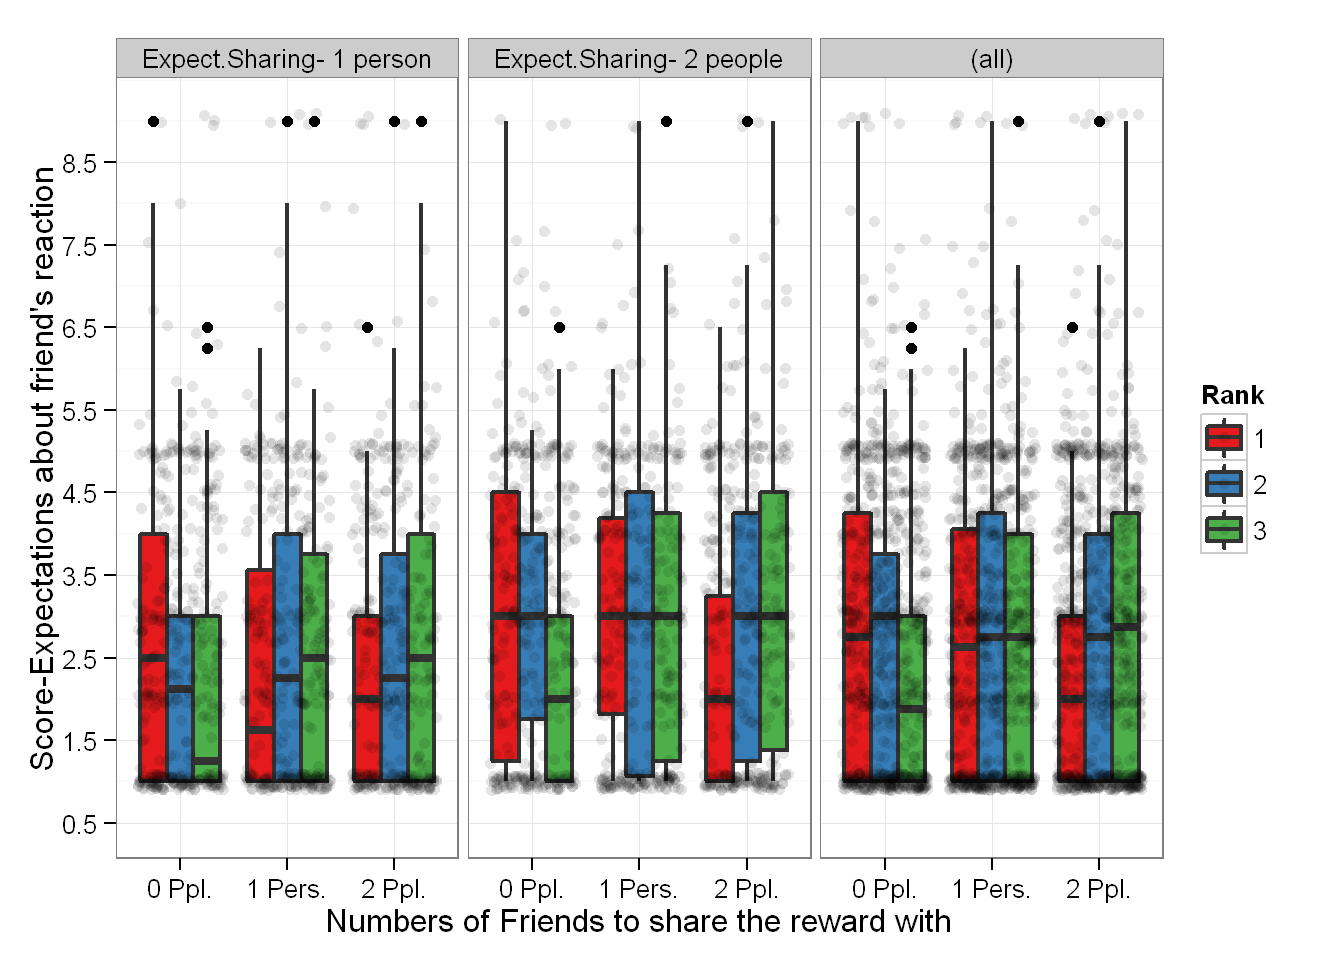 Expect.Sharing- 1 person
Expect.Sharing- 2 people
(all)
Score-Expectations about friend's reaction
8.5
7.5
6.5
5.5
4.5
3.5
2.5
1.5
0.5
0 Ppl.
1 Pers.
2 Ppl.
0 Ppl.
1 Pers.
2 Ppl.
0 Ppl.
1 Pers.
2 Ppl.
Numbers of Friends to share the reward with
Rank
1
2
3